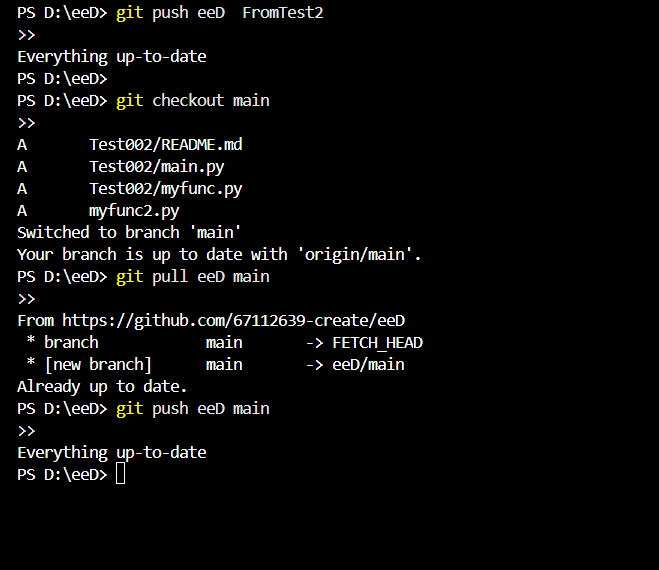 PS D:\eeD> git push eeD  FromTest2
>>
Everything up-to-date
PS D:\eeD>
PS D:\eeD> git checkout main
>>
A       Test002/README.md
A       Test002/main.py
A       Test002/myfunc.py
A       myfunc2.py
Switched to branch 'main'
Your branch is up to date with 'origin/main'.
PS D:\eeD> git pull eeD main
>>
From https://github.com/67112639-create/eeD
 * branch            main       -> FETCH_HEAD
 * [new branch]      main       -> eeD/main
Already up to date.
PS D:\eeD> git push eeD main
>>
Everything up-to-date
PS D:\eeD>